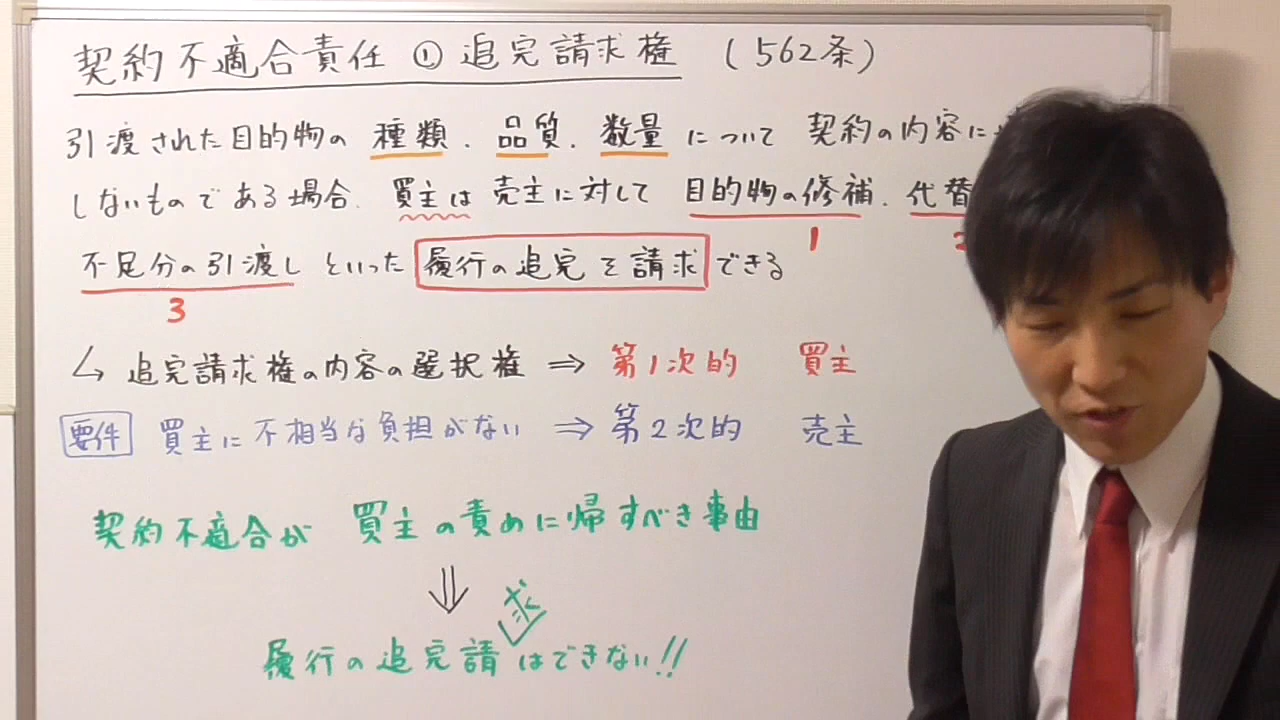 契約不適合責任 ① 追完請求権 (562条)
引渡された目的物の 種類. 品質. 数量 について 契約の内容に
しないものである場合. 買主は 売主に対して 目的物の修補. 代替
1
不足分の引渡し といった 履行の追完を請求 できる
3
↳ 追完請求権の内容の選択権 ⇒ 第1次的 買主
要件 買主に不相当な負担がない ⇒ 第2次的 売主
契約不適合が 買主の責めに帰すべき事由
⇓
求
履行の追完請 はできない!!